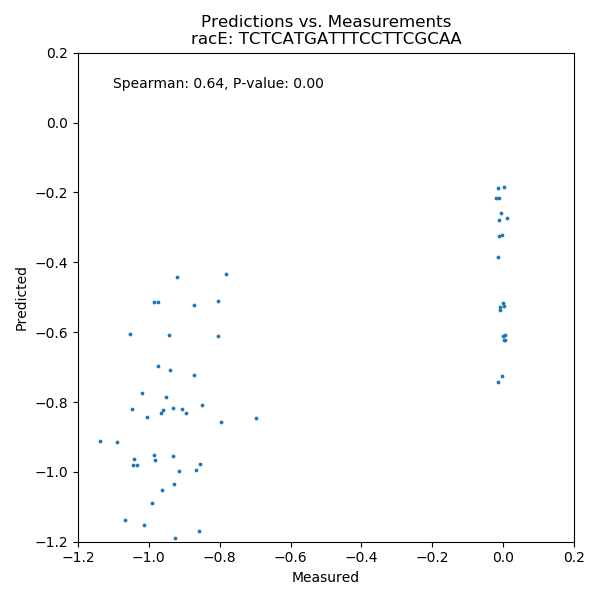 Predictions vs. Measurements
racE: TCTCATGATTTCCTTCGCAA
Spearman: 0.64, P-value: 0.00
0.2
0.0
−0.2
−0.4
−0.6
−0.8
−1.0
−1.2
Predicted
−1.2 −1.0 −0.8 −0.6 −0.4 −0.2 0.0 0.2
Measured